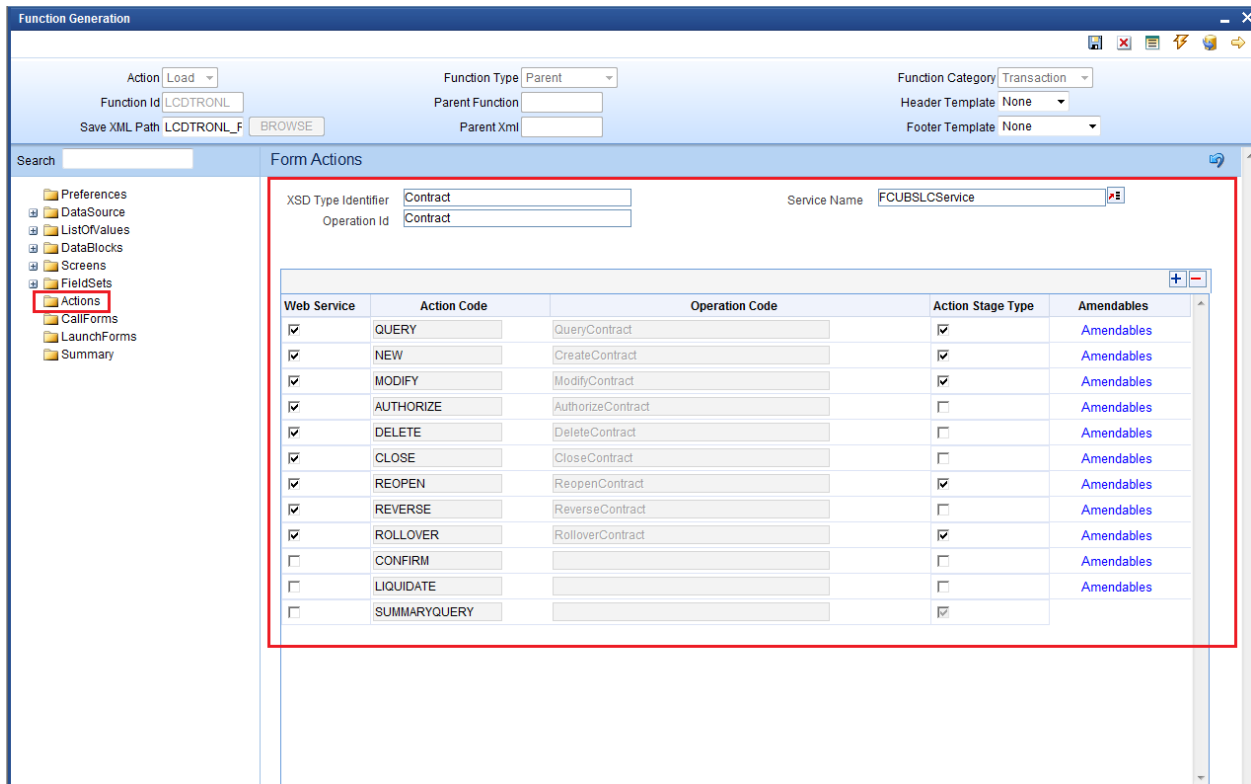 Function Generation
Action Load Function Type Parent Function Category Transaction
Function Id LCDTRONL Parent Function Header Template None
Save XML Path LCDTRONL_F BROWSE Parent Xml Footer Template None
Search Form Actions
Preferences
DataSource
ListOfValues
DataBlocks
Screens
FieldSets
Actions
CallForms
LaunchForms
Summary
XSD Type Identifier Contract Service Name FCUBSLCService
Operation Id Contract
Web Service Action Code Operation Code Action Stage Type Amendables
QUERY QueryContract Amendables
NEW CreateContract Amendables
MODIFY ModifyContract Amendables
AUTHORIZE AuthorizeContract Amendables
DELETE DeleteContract Amendables
CLOSE CloseContract Amendables
REOPEN ReopenContract Amendables
REVERSE ReverseContract Amendables
ROLLOVER RolloverContract Amendables
CONFIRM Amendables
LIQUIDATE Amendables
SUMMARYQUERY